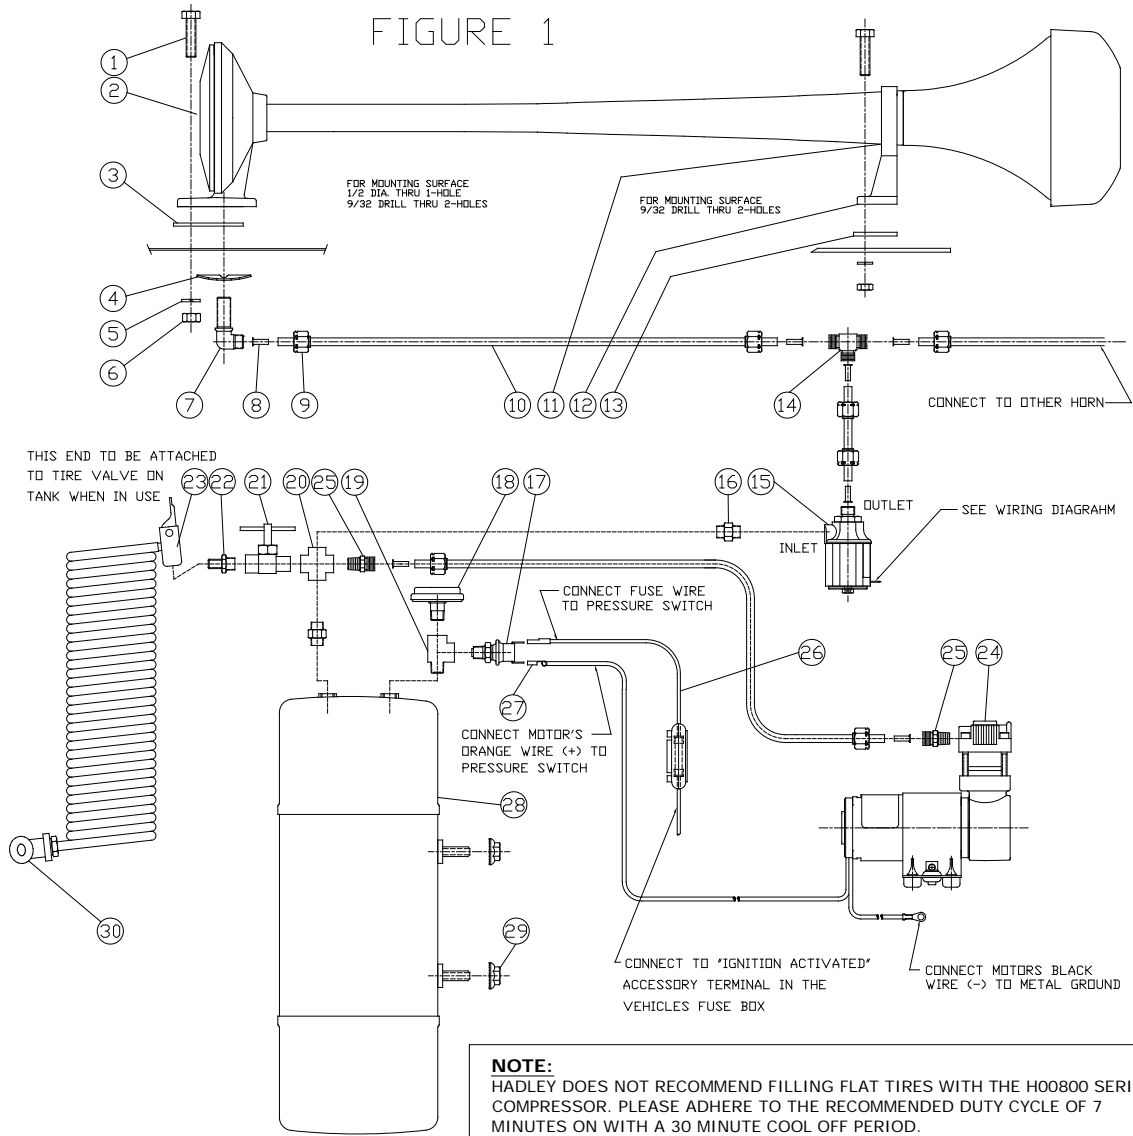 FIGURE 1
1
2
3
FOR MOUNTING SURFACE
1/2 DIA. THRU 1-HOLE
9/32 DRILL THRU 2-HOLES
FOR MOUNTING SURFACE
9/32 DRILL THRU 2-HOLES
4
5
6
7
8
9
10
11
12
13
14
CONNECT TO OTHER HORN
THIS END TO BE ATTACHED
TO TIRE VALVE ON
TANK WHEN IN USE
23
22
21
20
25
19
18
17
16
15
OUTLET
INLET
SEE WIRING DIAGRAHM
CONNECT FUSE WIRE
TO PRESSURE SWITCH
26
27
25
24
CONNECT MOTOR'S
ORANGE WIRE (+) TO
PRESSURE SWITCH
28
30
29
CONNECT TO "IGNITION ACTIVATED"
ACCESSORY TERMINAL IN THE
VEHICLES FUSE BOX
CONNECT MOTORS BLACK
WIRE (-) TO METAL GROUND
NOTE:
HADLEY DOES NOT RECOMMEND FILLING FLAT TIRES WITH THE H00800 SERI
COMPRESSOR. PLEASE ADHERE TO THE RECOMMENDED DUTY CYCLE OF 7
MINUTES ON WITH A 30 MINUTE COOL OFF PERIOD.